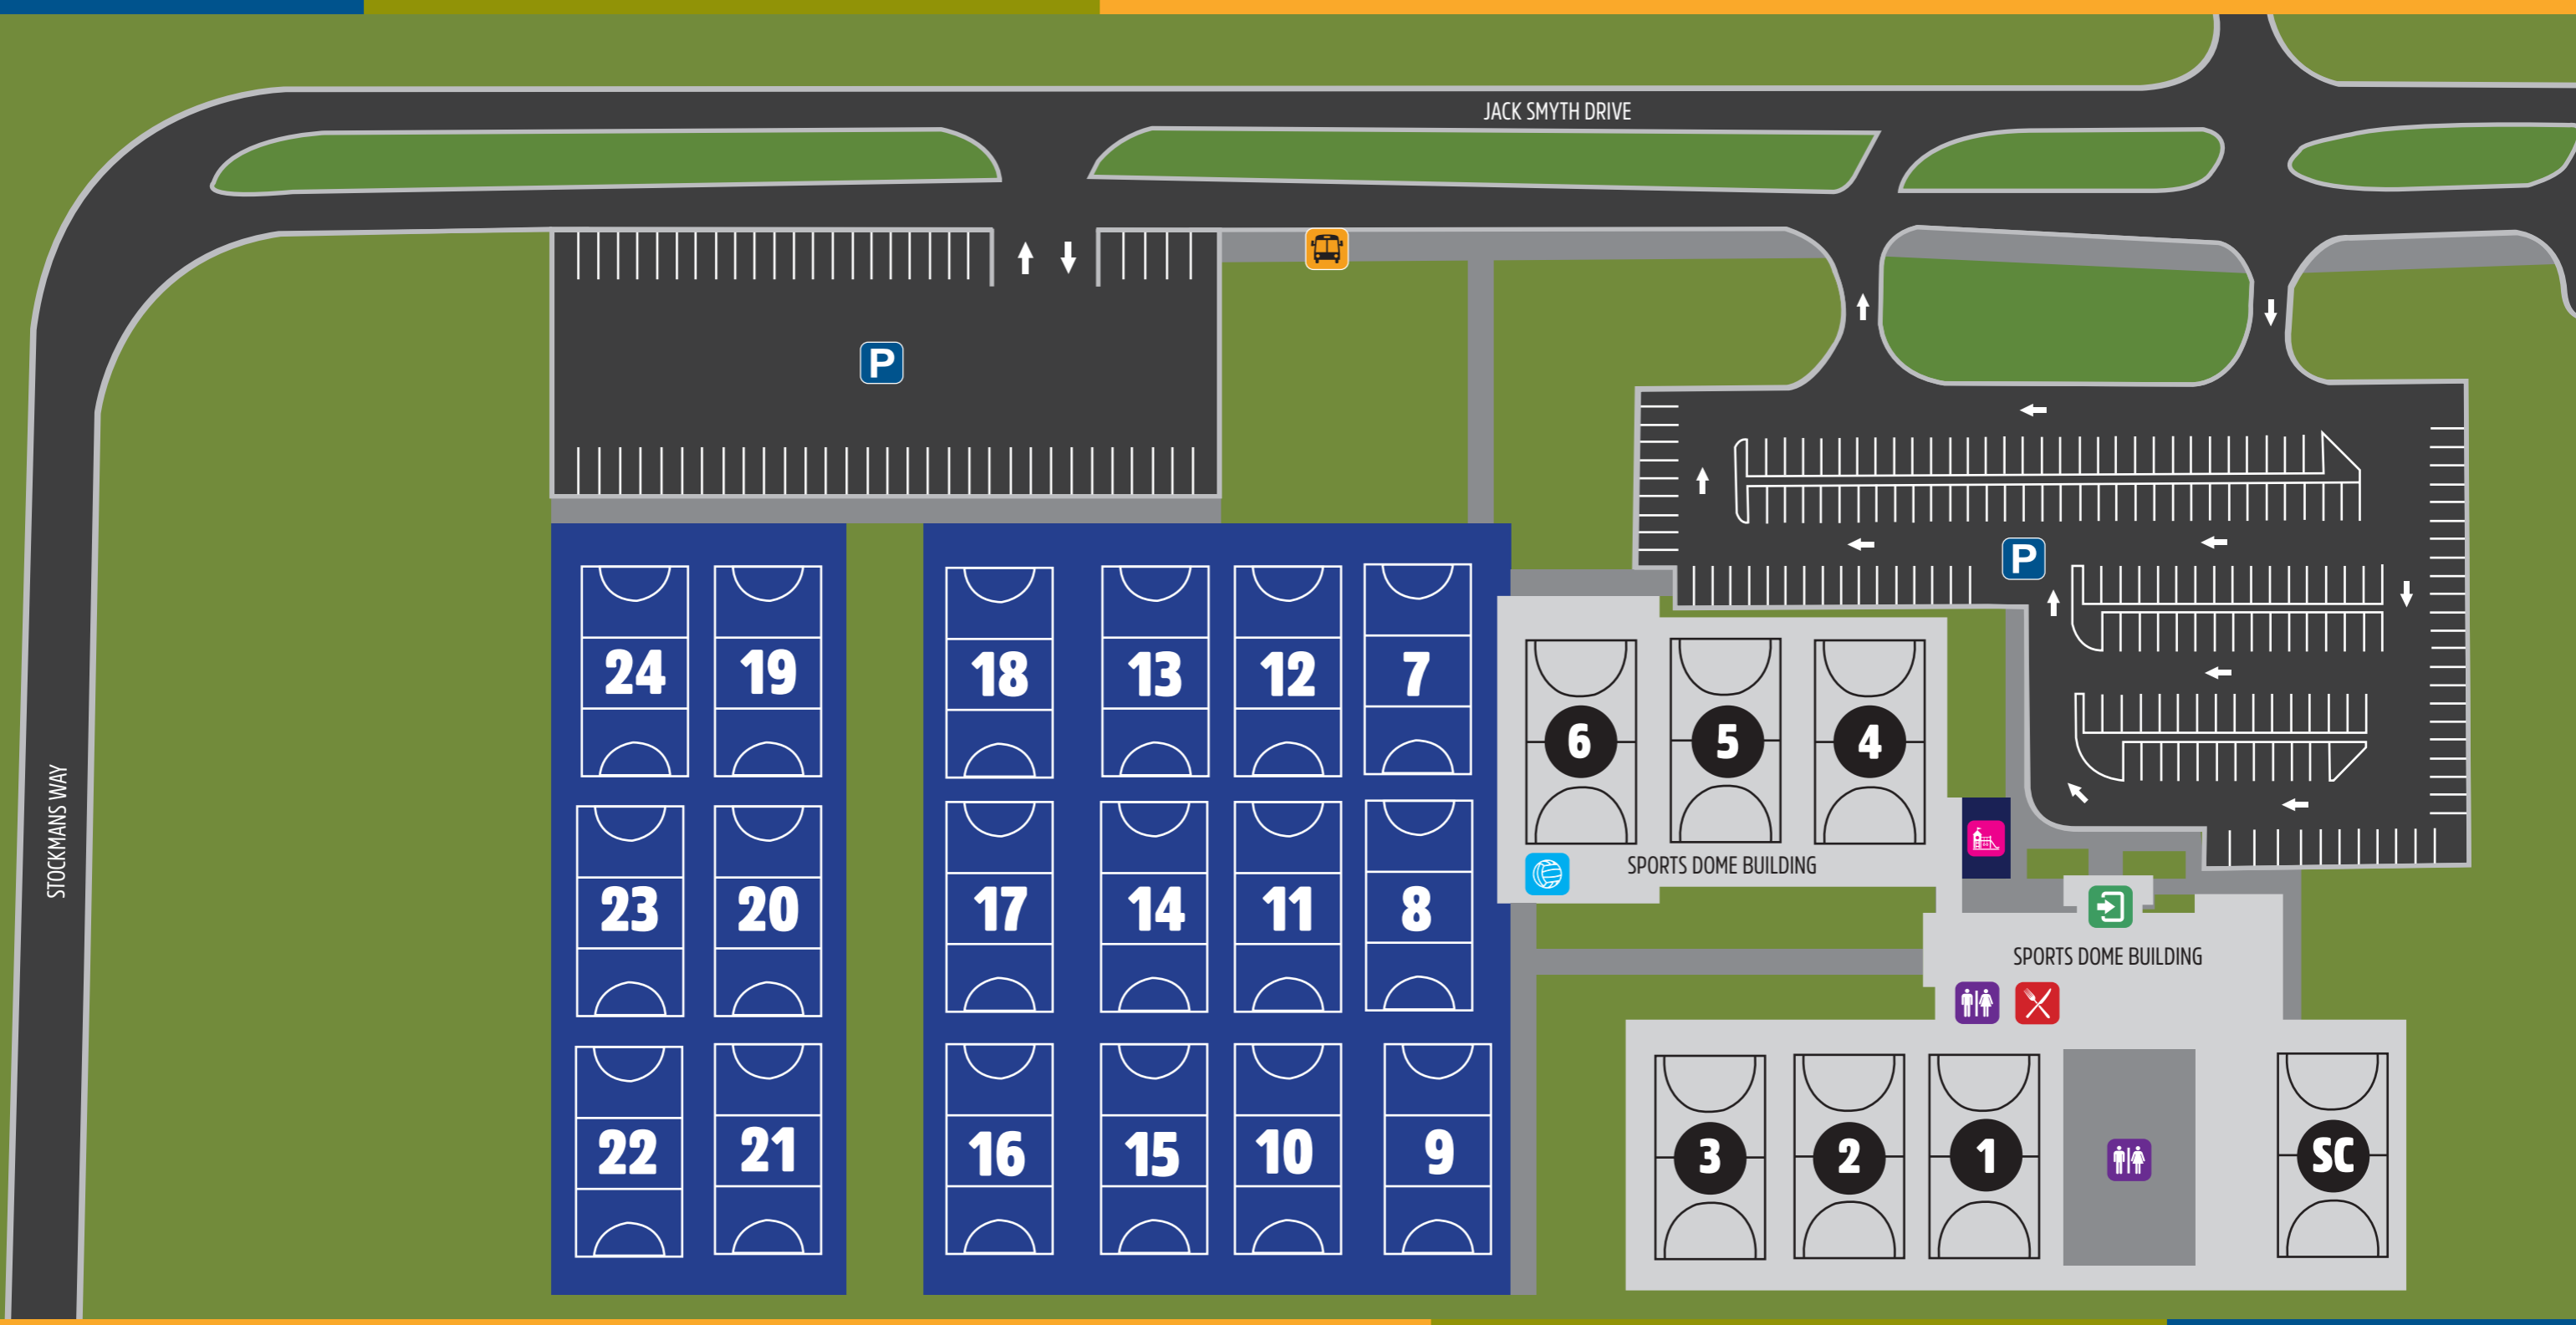 JACK SMYTH DRIVE
P
P
24 19 18 13 12 7
6 5 4
STOCKMANS WAY
SPORTS DOME BUILDING
23 20 17 14 11 8
SPORTS DOME BUILDING
22 21 16 15 10 9
3 2 1 SC